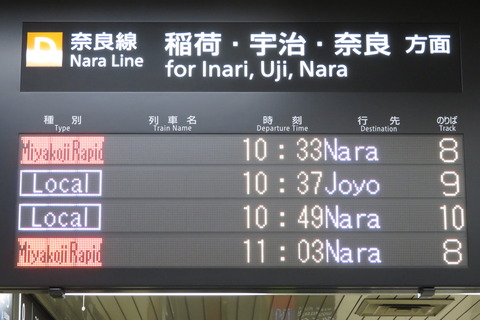 D 奈良線 稲荷・宇治・奈良 方面
Nara Line for Inari, Uji, Nara
種別 列車名 時刻 行先 のりば
Type Train Name Departure Time Destination Track
Miyakoji Rapid 10:33 Nara 8
Local 10:37 Joyo 9
Local 10:49 Nara 10
Miyakoji Rapid 11:03 Nara 8